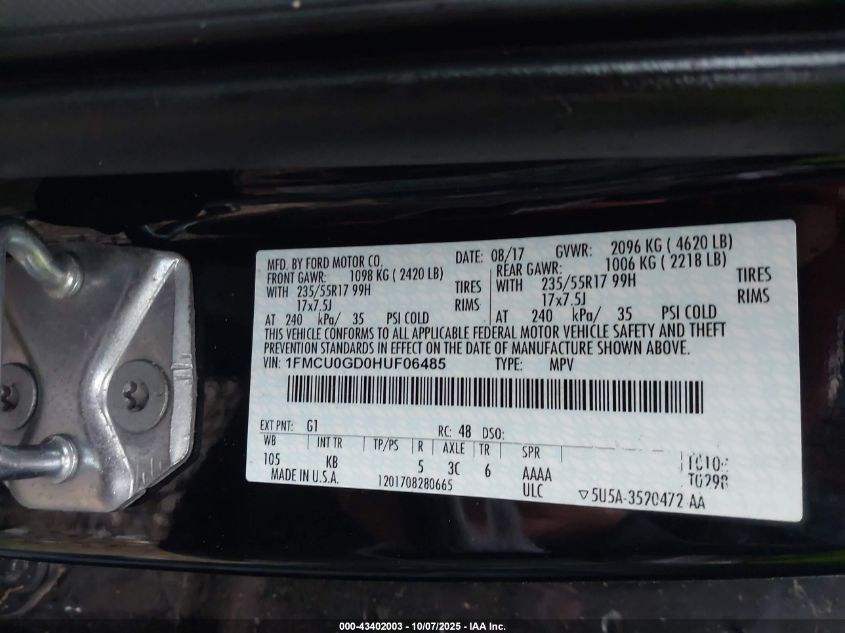 MFD. BY FORD MOTOR CO. DATE: 08/17 GVWR: 2096 KG ( 4620 LB)
FRONT GAWR: 1098 KG ( 2420 LB) REAR GAWR: 1006 KG ( 2218 LB)
WITH 235/55R17 99H TIRES WITH 235/55R17 99H TIRES
17x7.5J RIMS 17x7.5J RIMS
AT 240 kPa/ 35 PSI COLD AT 240 kPa/ 35 PSI COLD
THIS VEHICLE CONFORMS TO ALL APPLICABLE FEDERAL MOTOR VEHICLE SAFETY AND THEFT
PREVENTION STANDARDS IN EFFECT ON THE DATE OF MANUFACTURE SHOWN ABOVE.
VIN: 1FMCU0GD0HUF06485 TYPE: MPV
EXT PNT: G1 RC: 48 DSO:
WB INT TR TP/PS R AXLE TR SPR
105 KB 5 3C 6 AAAA
MADE IN U.S.A. 1201708280665 ULC
T0298
▽5U5A-3520472 AA
000-43402003 - 10/07/2025 - IAA Inc.